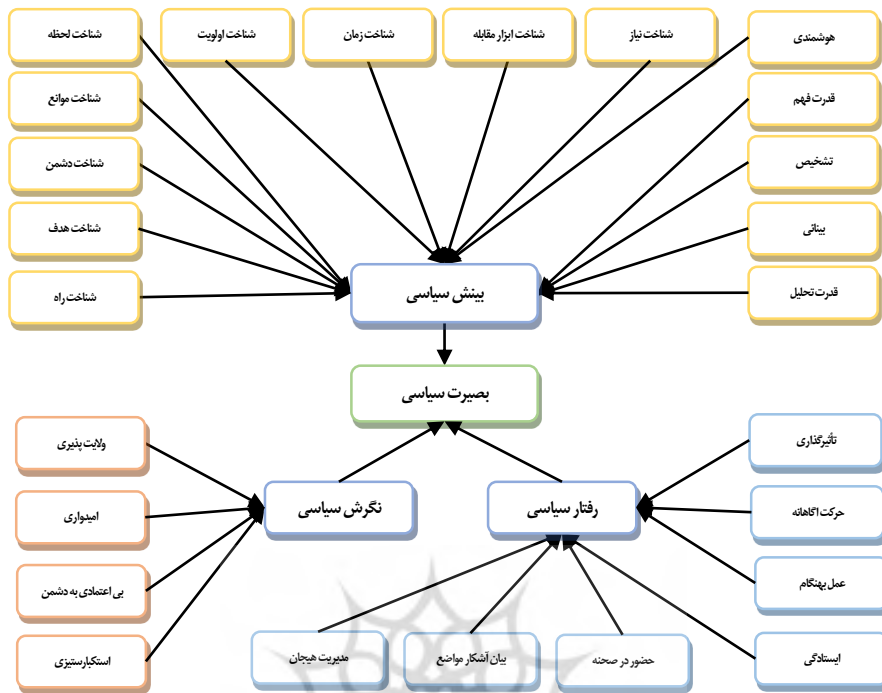 هوشمندی
شناخت نیاز
شناخت ابزار مقابله
شناخت زمان
شناخت اولویت
شناخت لحظه
قدرت فهم
شناخت موانع
تشخیص
شناخت دشمن
بینائی
شناخت هدف
قدرت تحلیل
بینش سیاسی
شناخت راه
بصیرت سیاسی
تأثیرگذاری
ولایت پذیری
حرکت اگاهانه
رفتار سیاسی
نگرش سیاسی
امیدواری
عمل بهنگام
بی اعتمادی به دشمن
ایستادگی
حضور در صحنه
بیان آشکار مواضع
مدیریت هیجان
استکبارستیزی